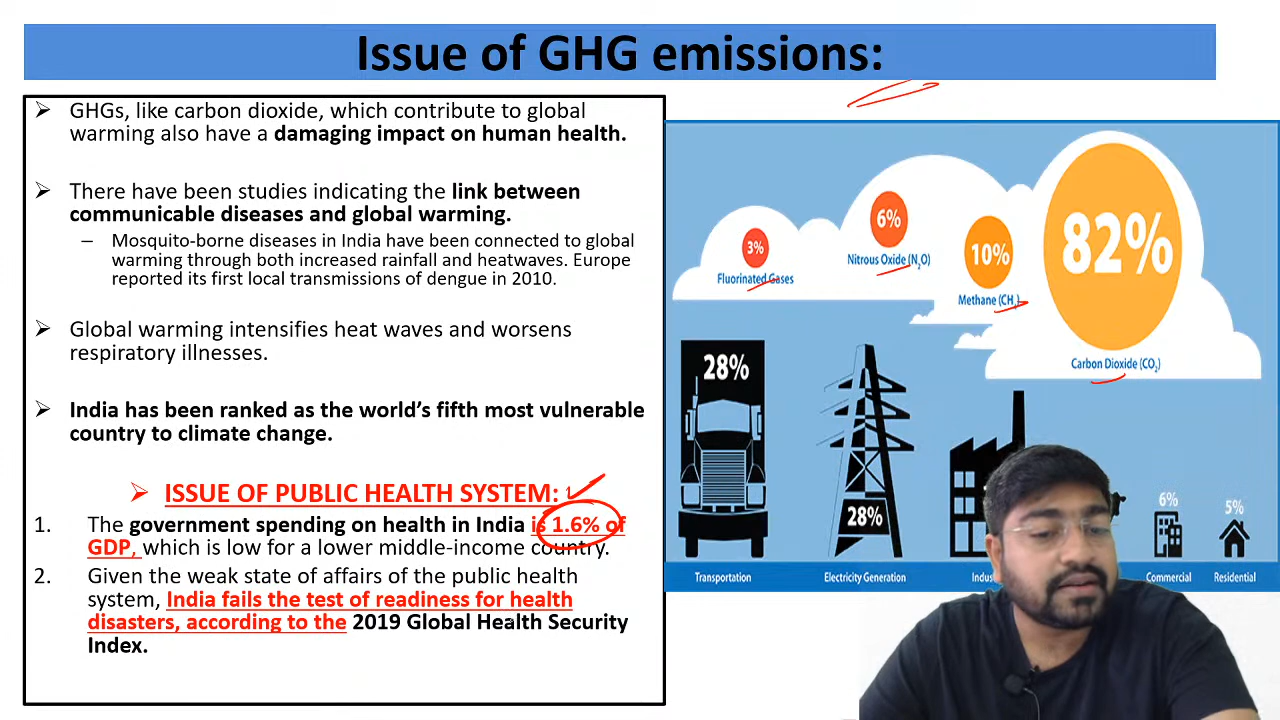 Issue of GHG emissions:
GHGs, like carbon dioxide, which contribute to global
warming also have a damaging impact on human health.
There have been studies indicating the link between
communicable diseases and global warming.
– Mosquito-borne diseases in India have been connected to global
warming through both increased rainfall and heatwaves. Europe
reported its first local transmissions of dengue in 2010.
Global warming intensifies heat waves and worsens
respiratory illnesses.
India has been ranked as the world's fifth most vulnerable
country to climate change.
ISSUE OF PUBLIC HEALTH SYSTEM:
1. The government spending on health in India is 1.6% of
GDP, which is low for a lower middle-income country.
2. Given the weak state of affairs of the public health
system, India fails the test of readiness for health
disasters, according to the 2019 Global Health Security
Index.
3%
Fluorinated Gases
6%
Nitrous Oxide (N₂O)
10%
Methane (CH₄)
82%
Carbon Dioxide (CO₂)
28%
Transportation
28%
Electricity Generation
6%
Commercial
5%
Residential